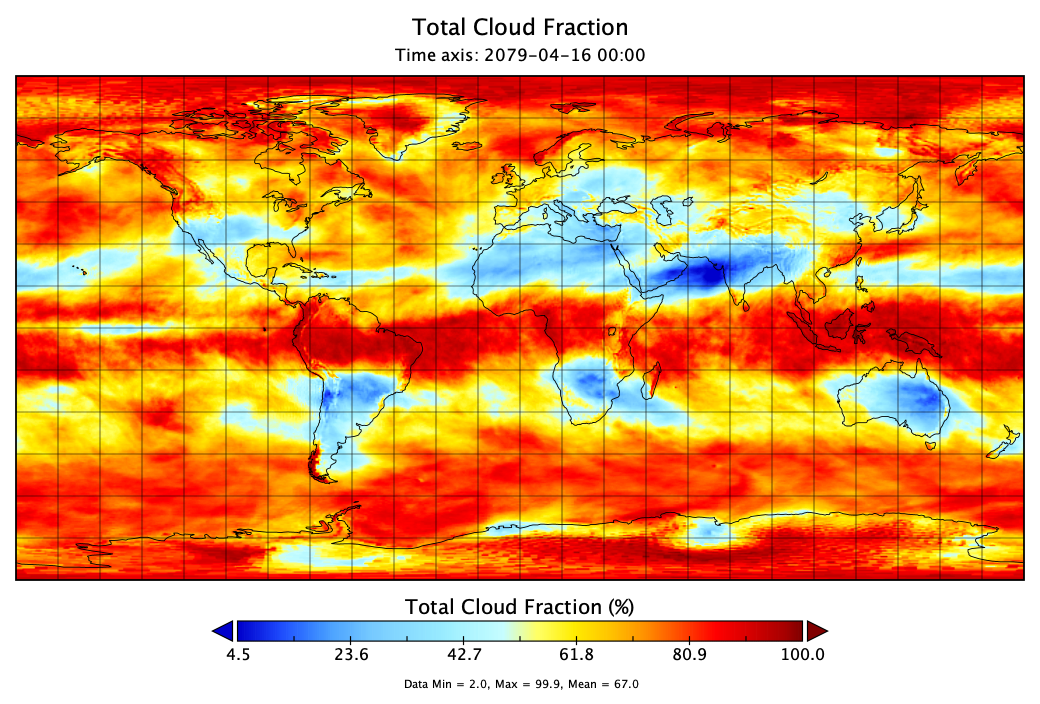 Total Cloud Fraction
Time axis: 2079-04-16 00:00
Total Cloud Fraction (%)
4.5 23.6 42.7 61.8 80.9 100.0
Data Min = 2.0, Max = 99.9, Mean = 67.0